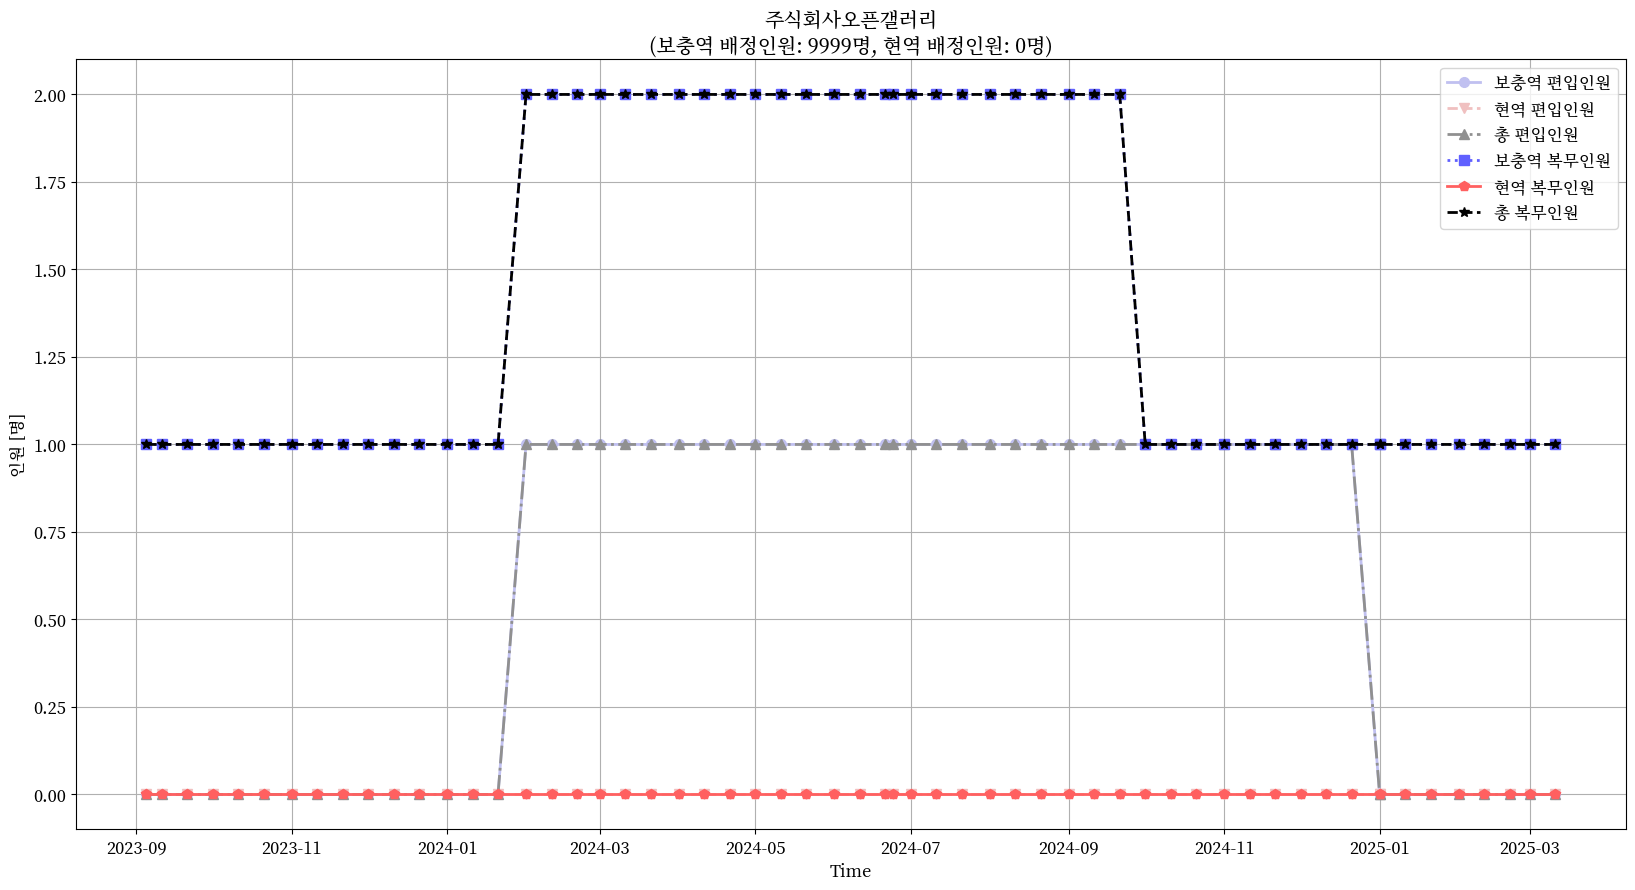 주식회사오픈갤러리
(보충역 배정인원: 9999명, 현역 배정인원: 0명)
보충역 편입인원
현역 편입인원
총 편입인원
보충역 복무인원
현역 복무인원
총 복무인원
인원 [명]
2.00
1.75
1.50
1.25
1.00
0.75
0.50
0.25
0.00
2023-09
2023-11
2024-01
2024-03
2024-05
2024-07
2024-09
2024-11
2025-01
2025-03
Time